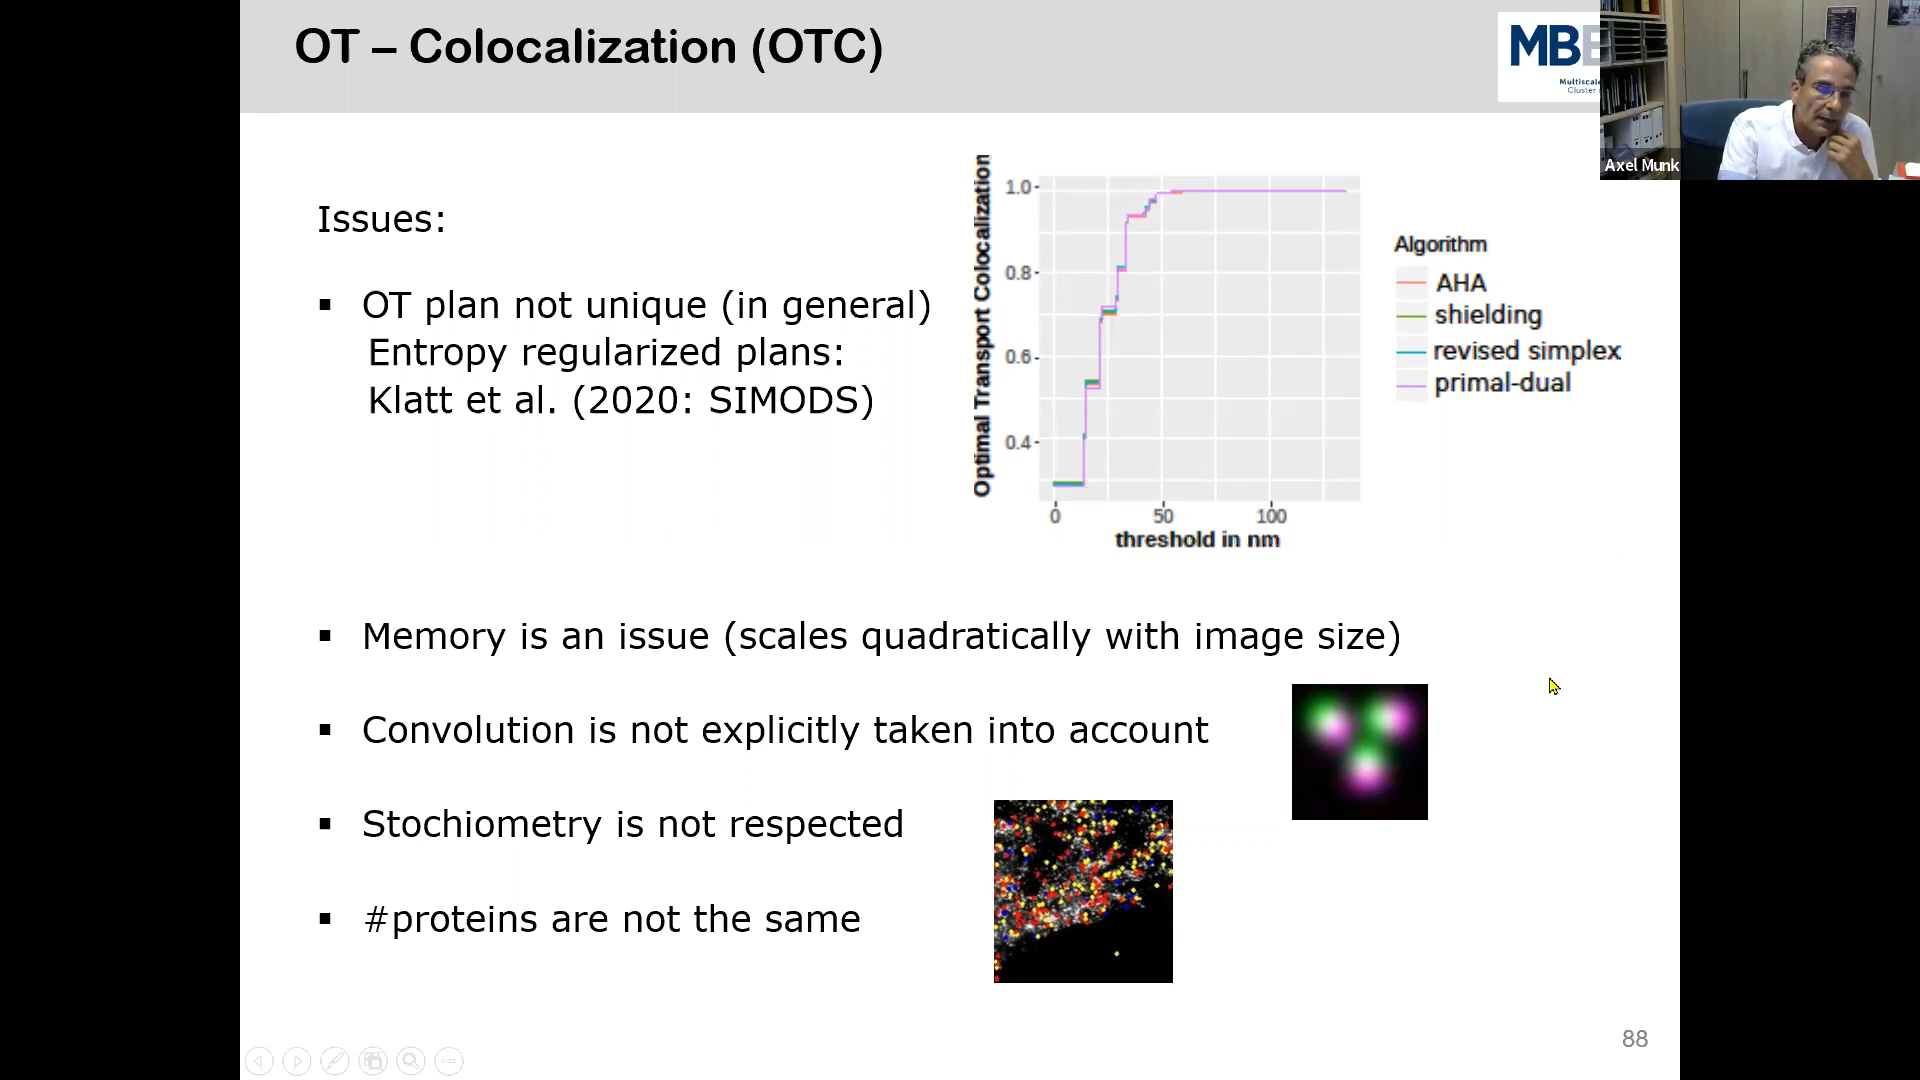 OT – Colocalization (OTC)
MBE
Multiscale
Cluster
Axel Munk
Issues:
▪ OT plan not unique (in general)
Entropy regularized plans:
Klatt et al. (2020: SIMODS)
Optimal Transport Colocalization
1.0
0.8
0.6
0.4
0 50 100
threshold in nm
Algorithm
AHA
shielding
revised simplex
primal-dual
▪ Memory is an issue (scales quadratically with image size)
▪ Convolution is not explicitly taken into account
▪ Stochiometry is not respected
▪ #proteins are not the same
88